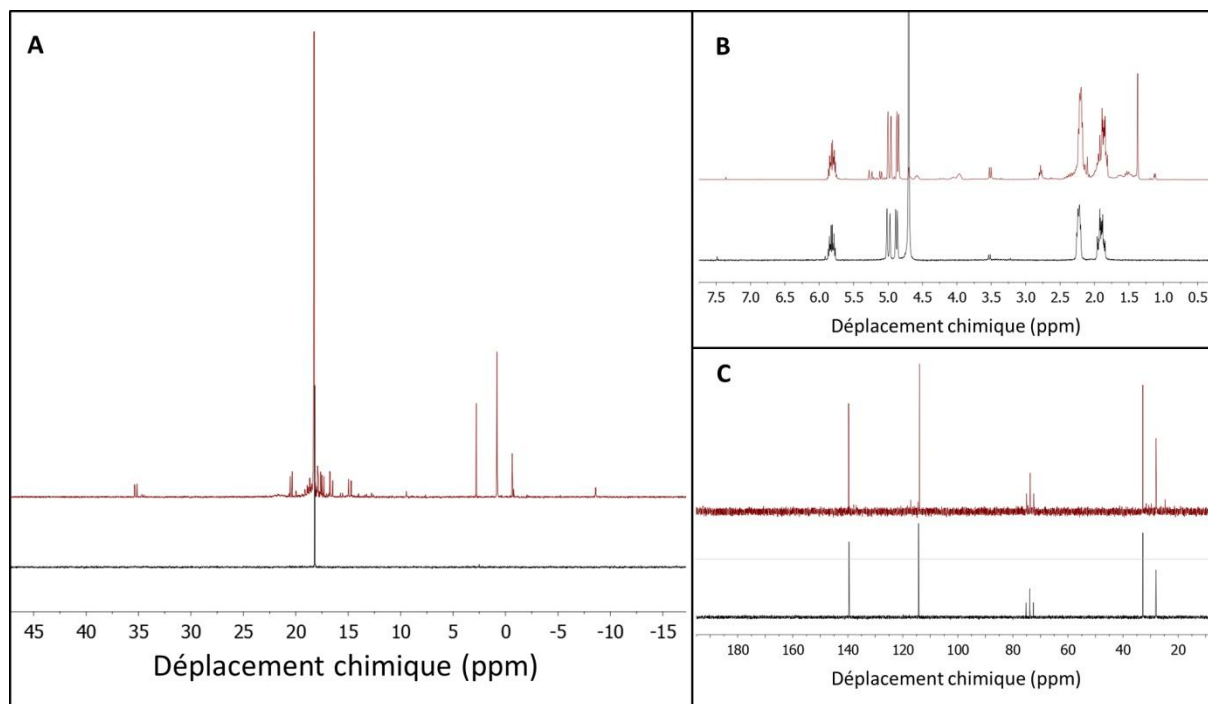 A
45 40 35 30 25 20 15 10 5 0 -5 -10 -15
Déplacement chimique (ppm)
B
7.5 7.0 6.5 6.0 5.5 5.0 4.5 4.0 3.5 3.0 2.5 2.0 1.5 1.0 0.5
Déplacement chimique (ppm)
C
180 160 140 120 100 80 60 40 20
Déplacement chimique (ppm)